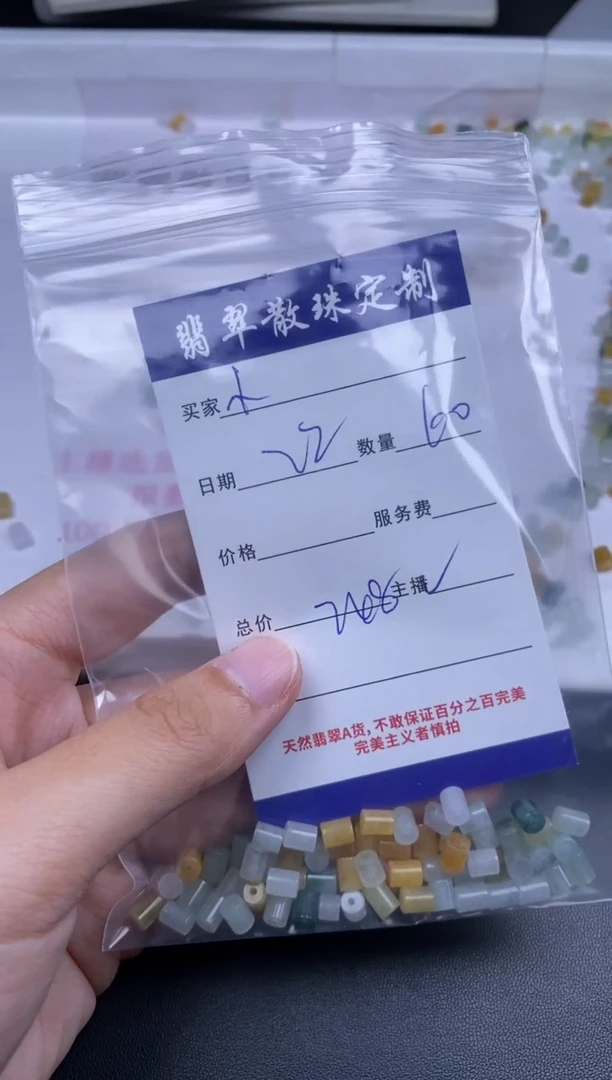 翡翠散珠定制
买家
日期 数量 100
价格 服务费
总价 主播
天然翡翠A货,不敢保证百分之百完美
完美主义者慎拍